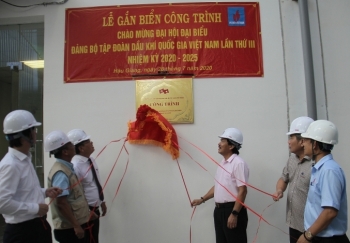 LỄ GẮN BIỂN CÔNG TRÌNH
CHÀO MỪNG ĐẠI HỘI ĐẠI BIỂU
ĐẢNG BỘ TẬP ĐOÀN DẦU KHÍ QUỐC GIA VIỆT NAM LẦN THỨ III
NHIỆM KỲ 2020 - 2025
CÔNG TRÌNH